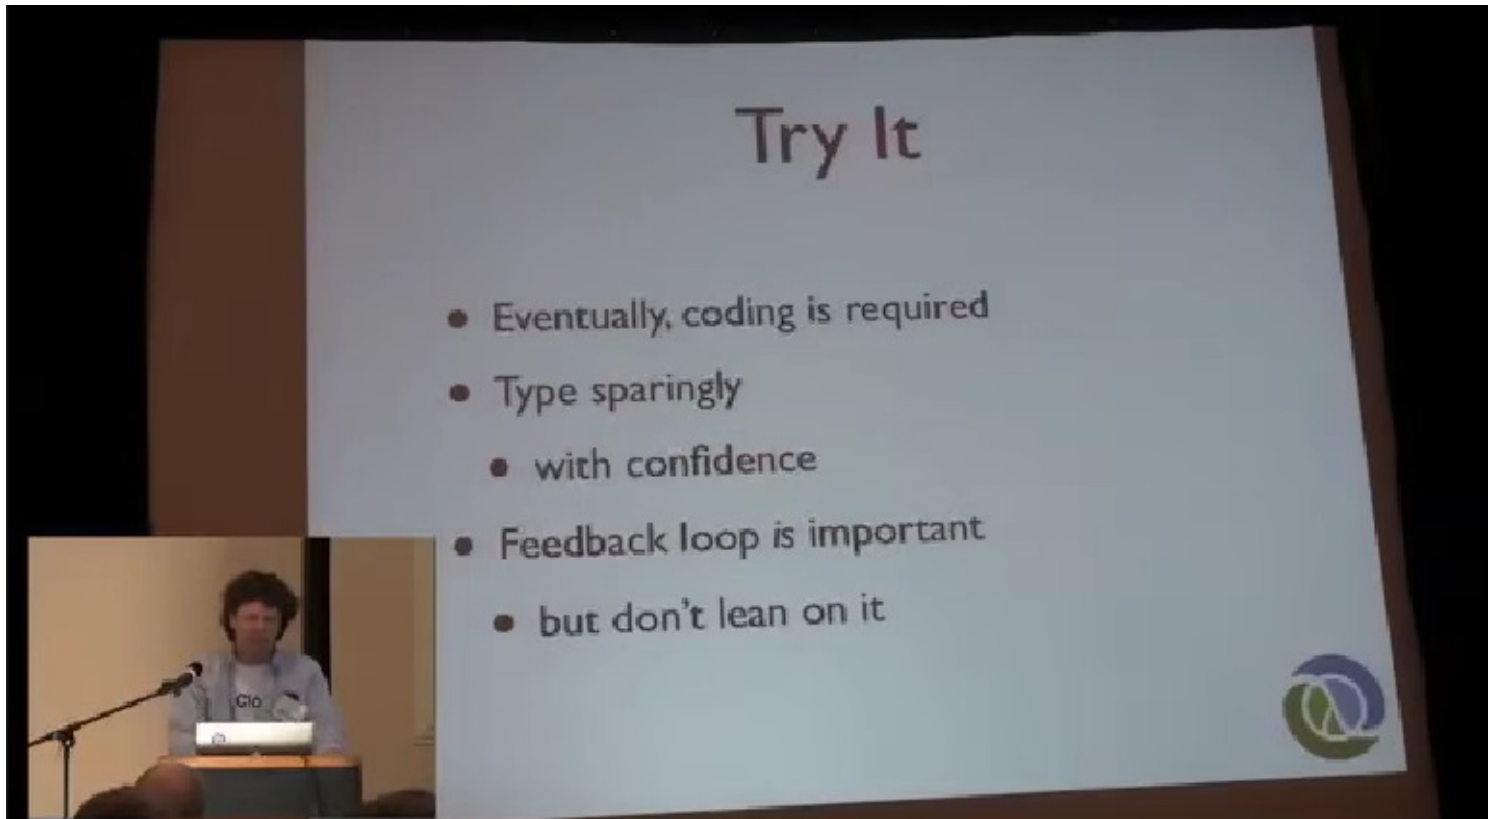 Try It
• Eventually, coding is required
• Type sparingly
• with confidence
• Feedback loop is important
• but don't lean on it
Clo